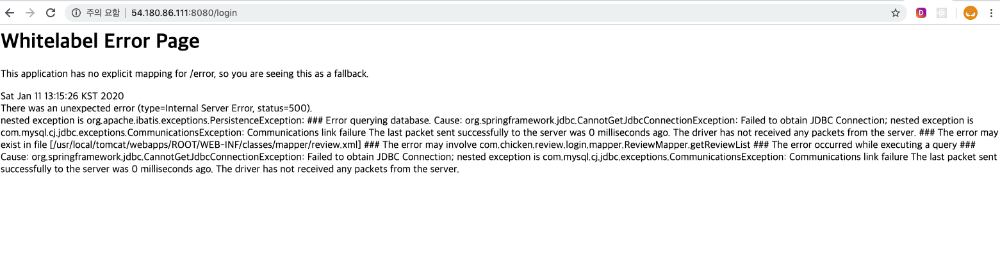 주의 요함 54.180.86.111:8080/login D
Whitelabel Error Page
This application has no explicit mapping for /error, so you are seeing this as a fallback.
Sat Jan 11 13:15:26 KST 2020
There was an unexpected error (type=Internal Server Error, status=500).
nested exception is org.apache.ibatis.exceptions.PersistenceException: ### Error querying database. Cause: org.springframework.jdbc.CannotGetJdbcConnectionException: Failed to obtain JDBC Connection; nested exception is
com.mysql.cj.jdbc.exceptions.CommunicationsException: Communications link failure The last packet sent successfully to the server was 0 milliseconds ago. The driver has not received any packets from the server. ### The error may
exist in file [/usr/local/tomcat/webapps/ROOT/WEB-INF/classes/mapper/review.xml] ### The error may involve com.chicken.review.login.mapper.ReviewMapper.getReviewList ### The error occurred while executing a query ###
Cause: org.springframework.jdbc.CannotGetJdbcConnectionException: Failed to obtain JDBC Connection; nested exception is com.mysql.cj.jdbc.exceptions.CommunicationsException: Communications link failure The last packet sent
successfully to the server was 0 milliseconds ago. The driver has not received any packets from the server.